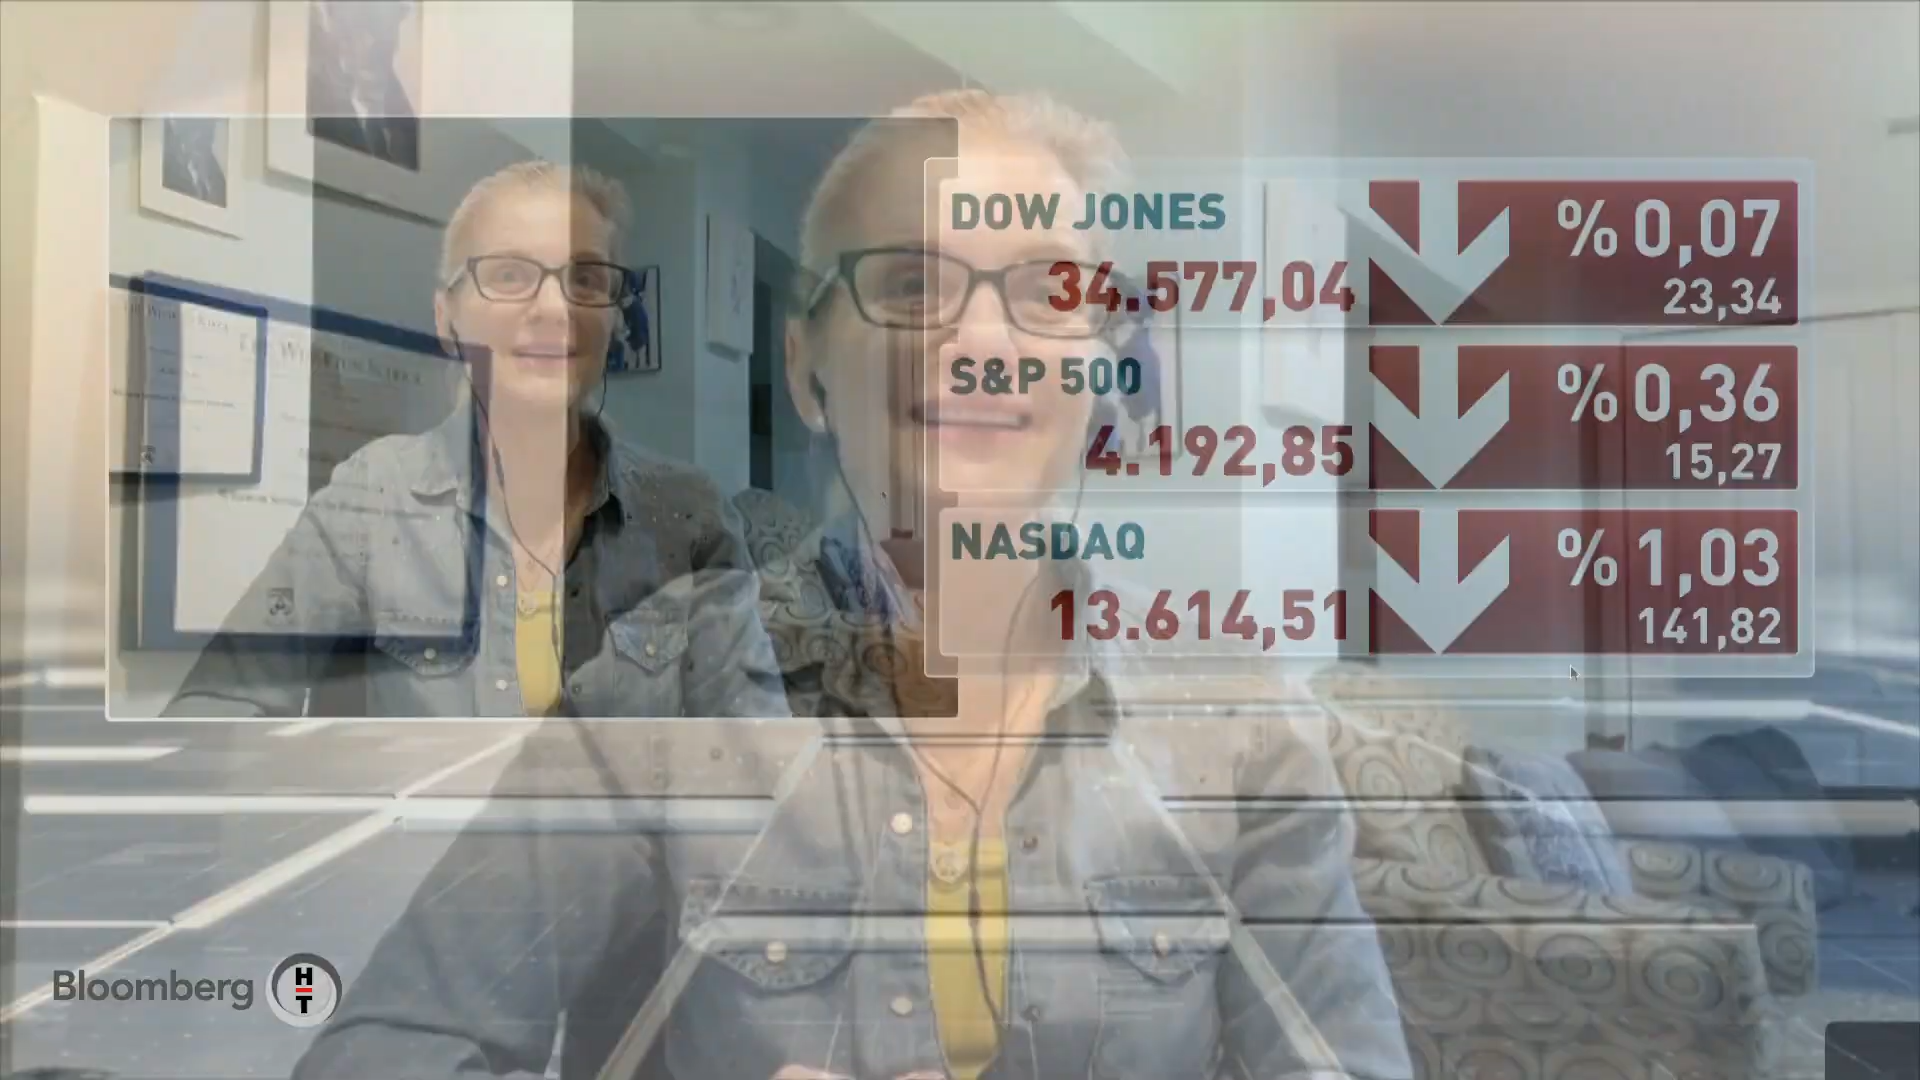 DOW JONES
34.577,04
% 0,07
23,34
S&P 500
4.192,85
% 0,36
15,27
NASDAQ
13.614,51
% 1,03
141,82
Bloomberg HT